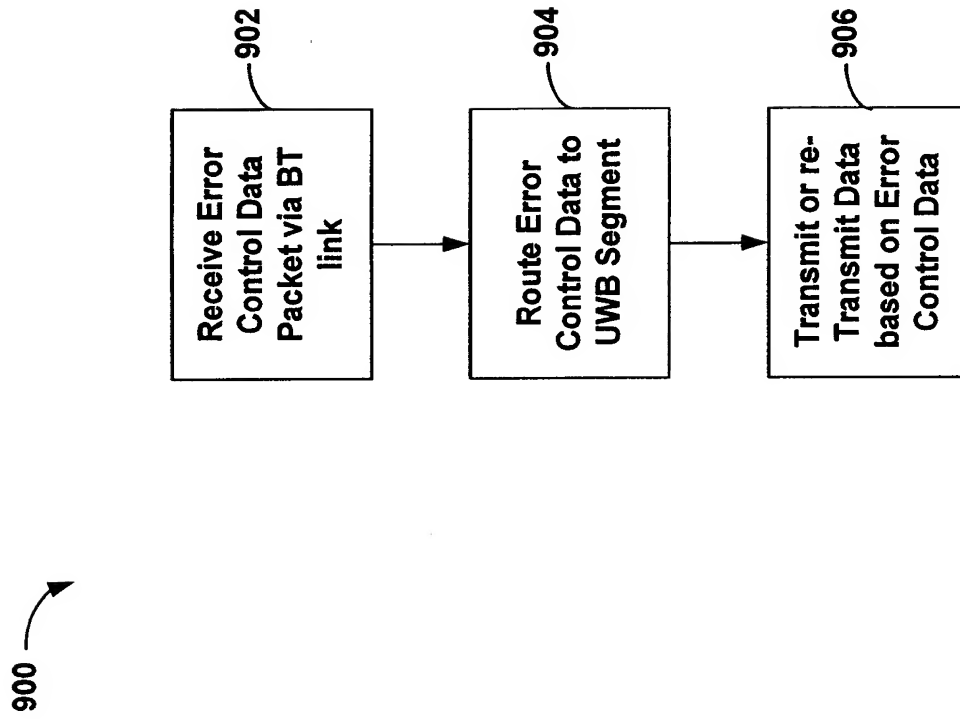 900
902
Receive Error
Control Data
Packet via BT
link
904
Route Error
Control Data to
UWB Segment
906
Transmit or re-
Transmit Data
based on Error
Control Data